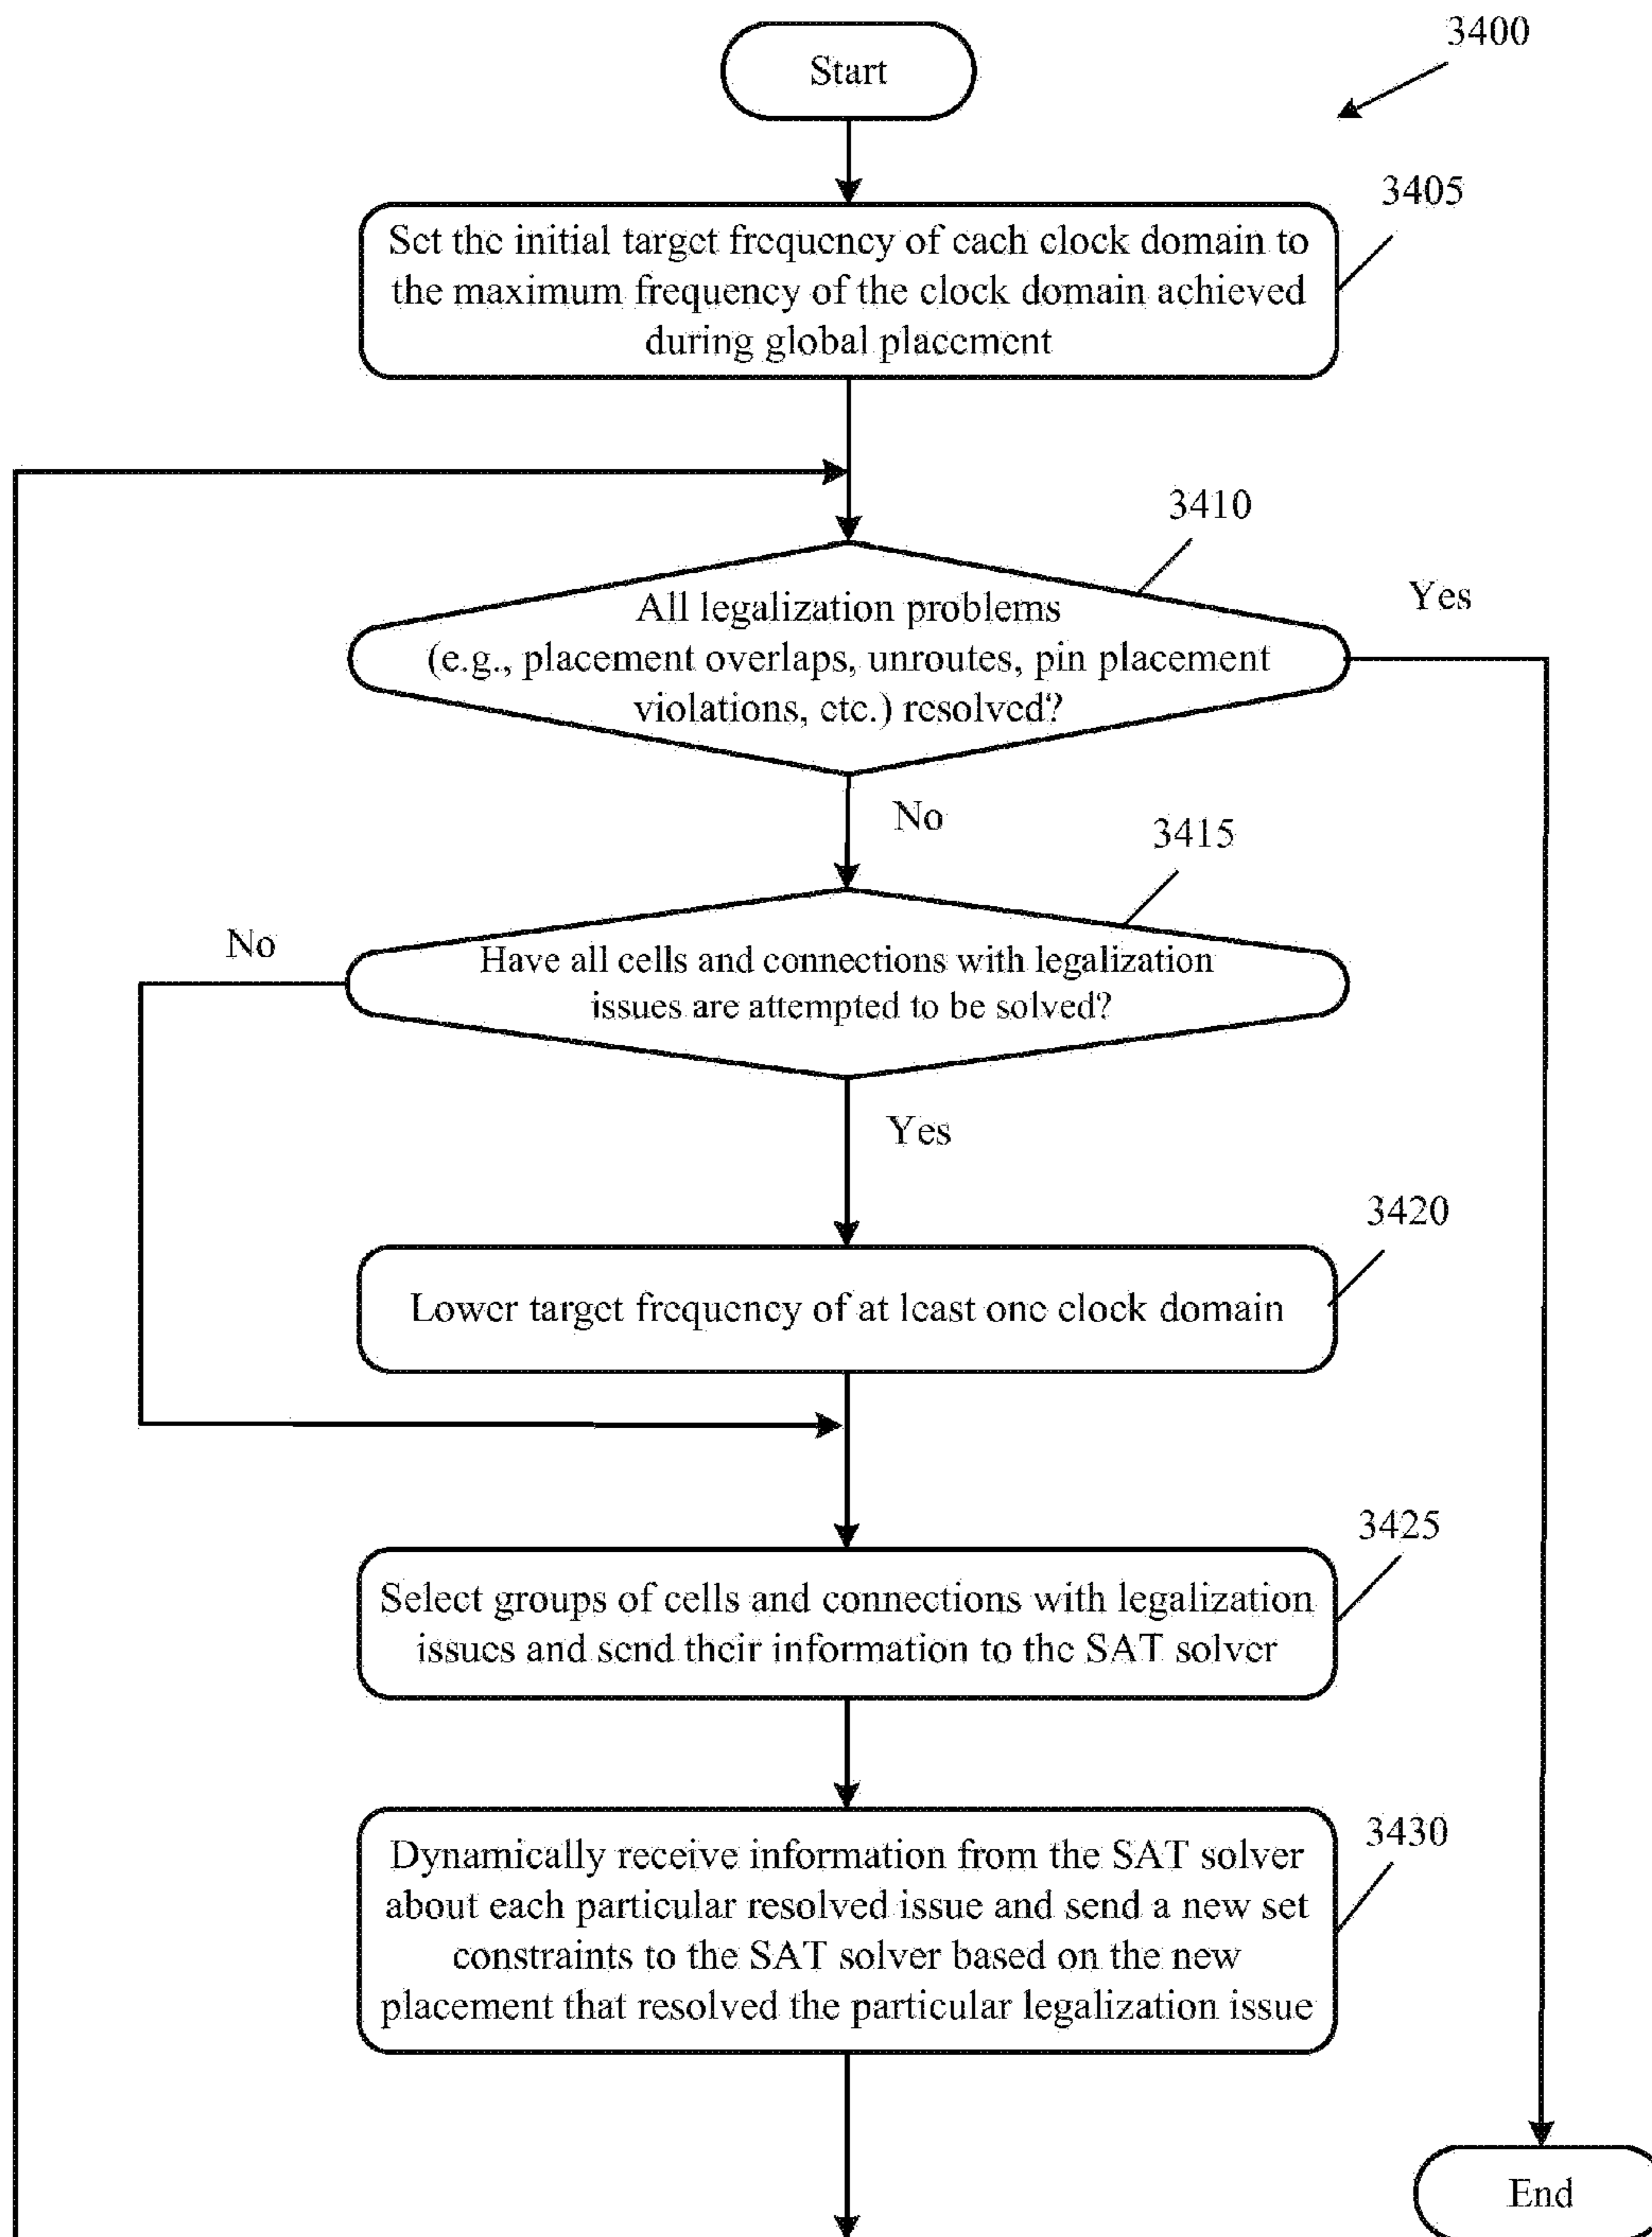 3400
Start
3405
Set the initial target frequency of each clock domain to
the maximum frequency of the clock domain achieved
during global placement
3410
All legalization problems
(e.g., placement overlaps, unroutes, pin placement
violations, etc.) resolved?
Yes
No
3415
No
Have all cells and connections with legalization
issues are attempted to be solved?
Yes
3420
Lower target frequency of at least one clock domain
3425
Select groups of cells and connections with legalization
issues and send their information to the SAT solver
3430
Dynamically receive information from the SAT solver
about each particular resolved issue and send a new set
constraints to the SAT solver based on the new
placement that resolved the particular legalization issue
End